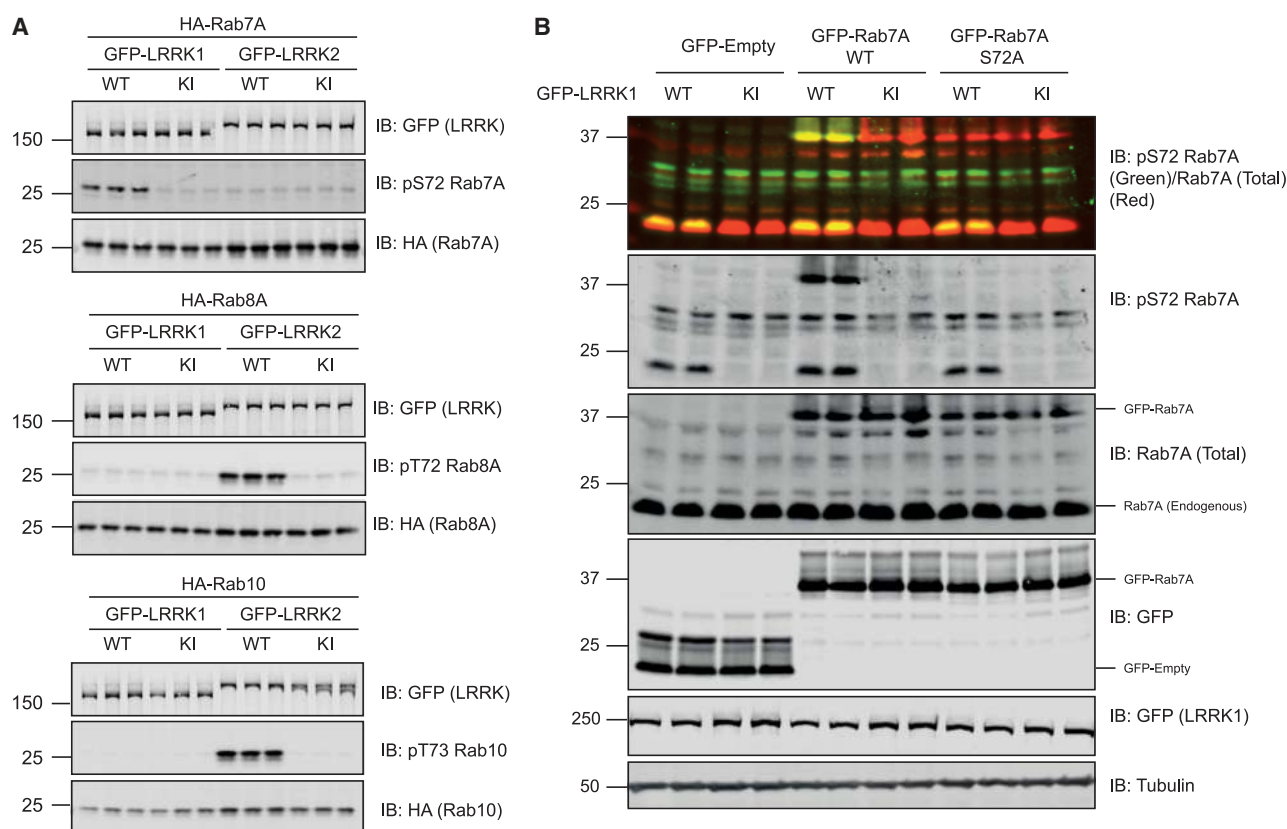 A
HA-Rab7A
GFP-LRRK1 GFP-LRRK2
WT KI WT KI
150
IB: GFP (LRRK)
25
IB: pS72 Rab7A
25
IB: HA (Rab7A)
HA-Rab8A
GFP-LRRK1 GFP-LRRK2
WT KI WT KI
150
IB: GFP (LRRK)
25
IB: pT72 Rab8A
25
IB: HA (Rab8A)
HA-Rab10
GFP-LRRK1 GFP-LRRK2
WT KI WT KI
150
IB: GFP (LRRK)
25
IB: pT73 Rab10
25
IB: HA (Rab10)
B
GFP-Empty
GFP-Rab7A
WT
GFP-Rab7A
S72A
GFP-LRRK1 WT KI WT KI WT KI
37
25
IB: pS72 Rab7A
(Green)/Rab7A (Total)
(Red)
37
25
IB: pS72 Rab7A
37
25
GFP-Rab7A
IB: Rab7A (Total)
Rab7A (Endogenous)
37
25
GFP-Rab7A
IB: GFP
GFP-Empty
250
IB: GFP (LRRK1)
50
IB: Tubulin